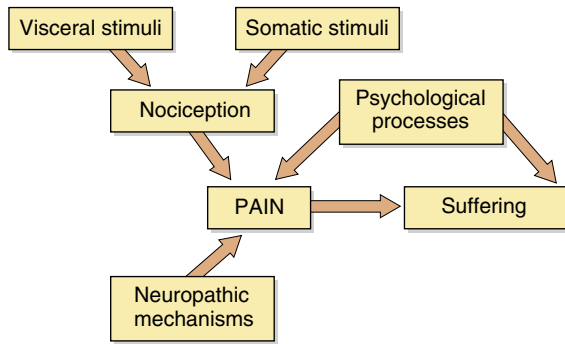 Visceral stimuli
Somatic stimuli
Nociception
Psychological
processes
PAIN
Suffering
Neuropathic
mechanisms